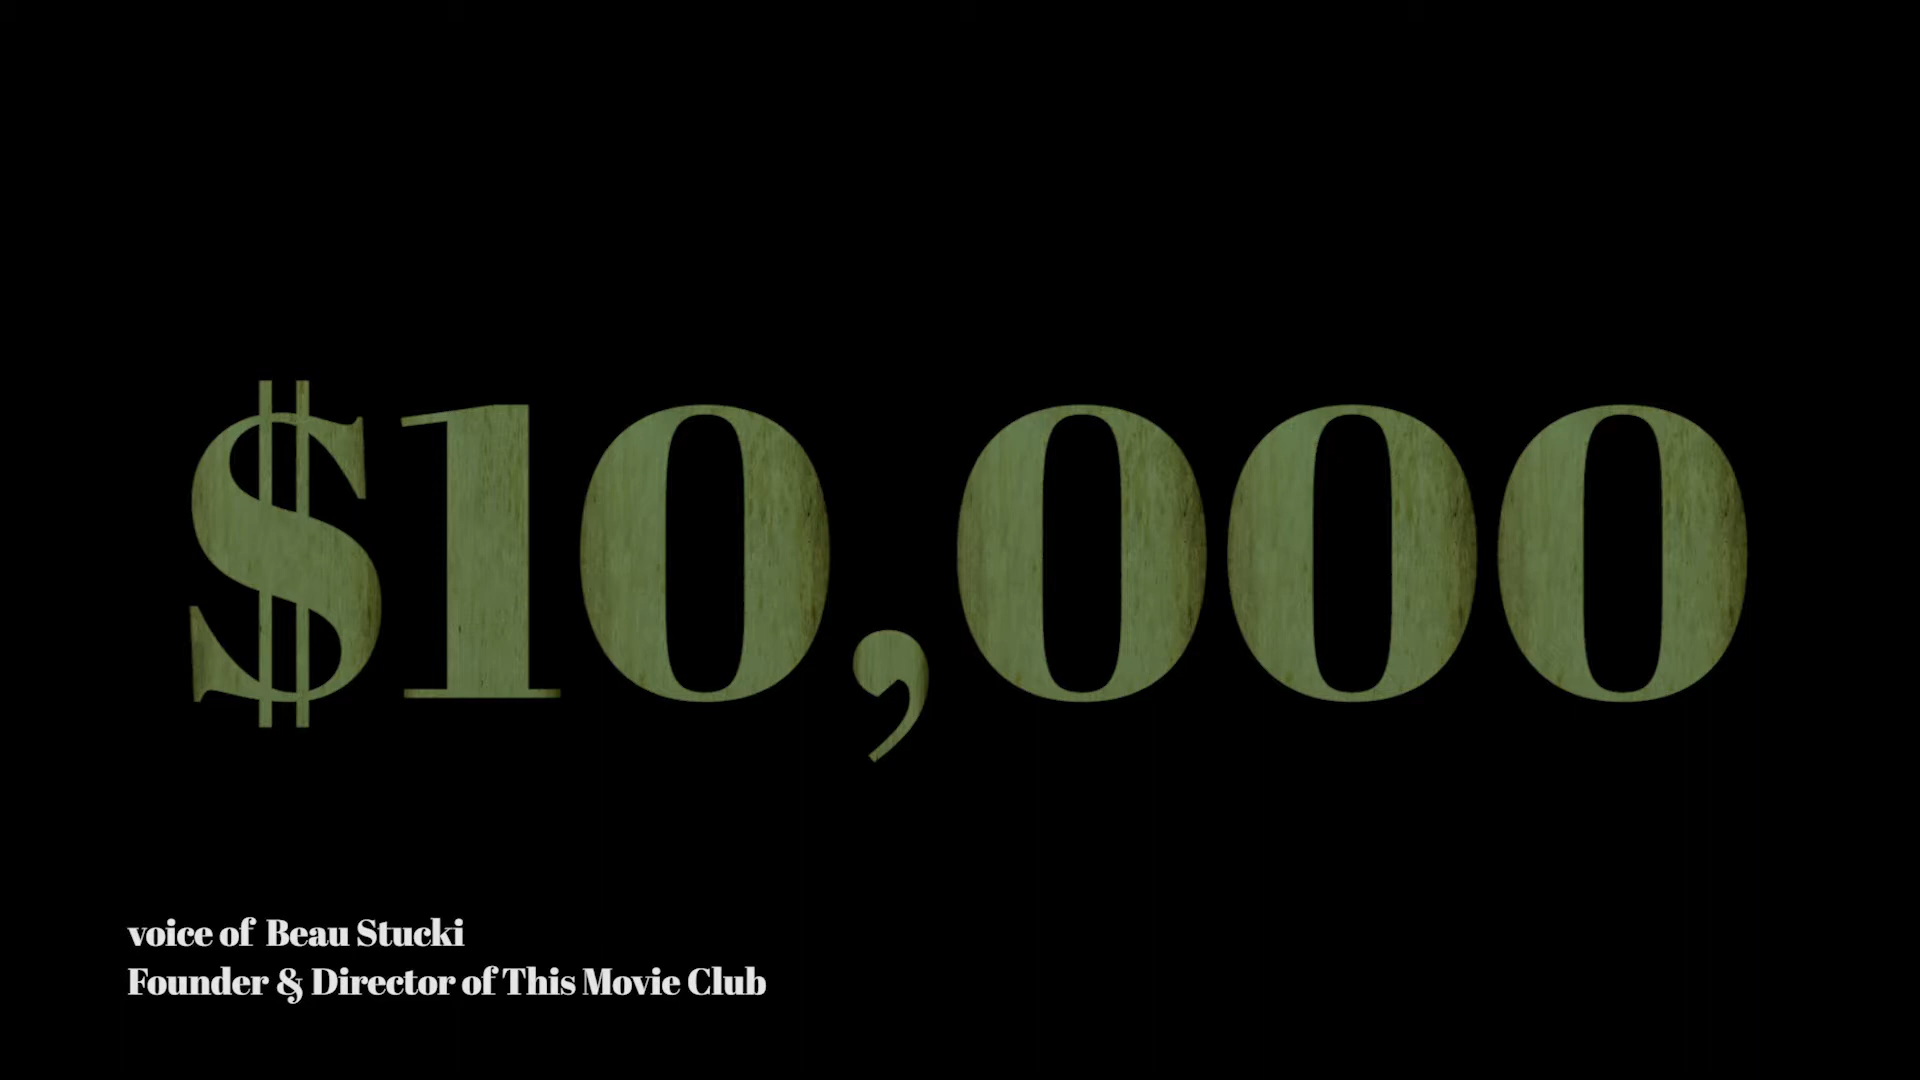 $10,000
voice of Beau Stucki
Founder & Director of This Movie Club